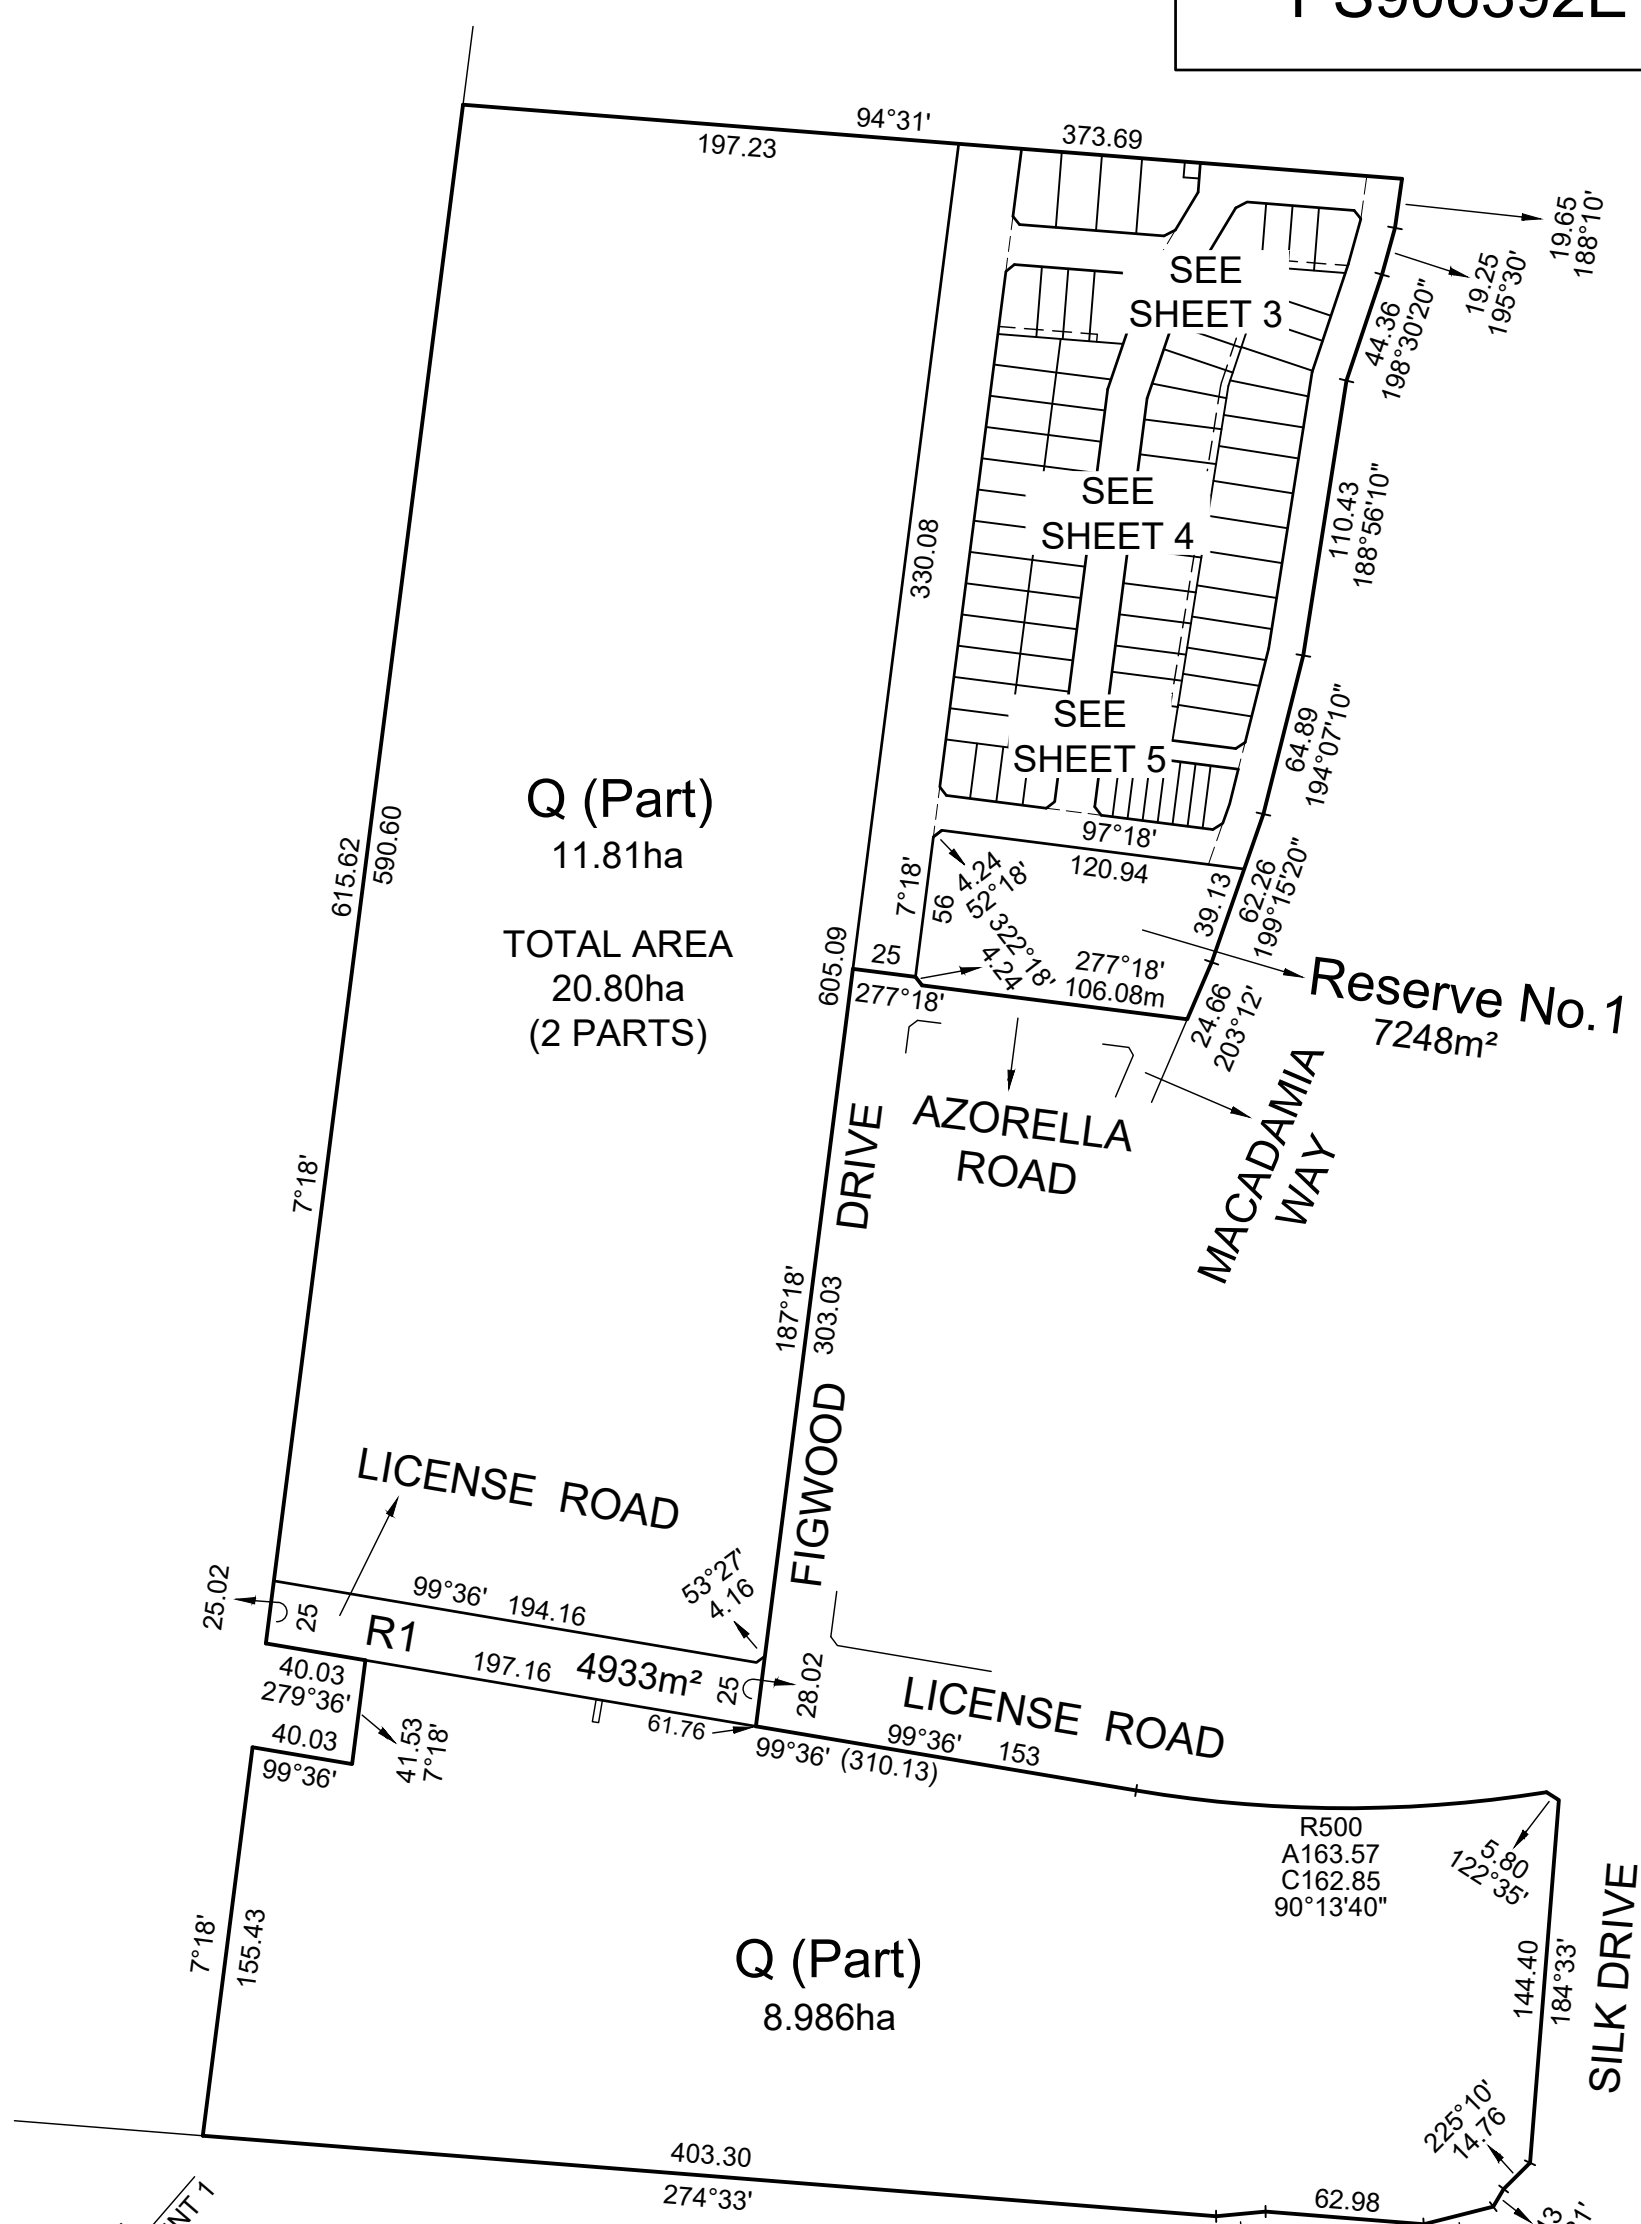 PS906392E
94°31'
197.23
373.69
19.65
188°10'
19.25
195°30'
44.36
198°30'20"
SEE
SHEET 3
SEE
SHEET 4
110.43
188°56'10"
330.08
SEE
SHEET 5
64.89
194°07'10"
Q (Part)
11.81ha
TOTAL AREA
20.80ha
(2 PARTS)
615.62
590.60
97°18'
120.94
7°18'
56
4.24
52°18'
322°18'
4.24
39.13
62.26
199°15'20"
605.09
25
277°18'
277°18'
106.08m
Reserve No.1
7248m²
24.66
203°12'
AZORELLA
ROAD
MACADAMIA
WAY
7°18'
FIGWOOD DRIVE
187°18'
303.03
LICENSE ROAD
25.02
25
99°36' 194.16
53°27'
4.16
R1
197.16
4933m²
25
28.02
40.03
279°36'
40.03
99°36'
41.53
7°18'
61.76
LICENSE ROAD
99°36' 153
99°36' (310.13)
R500
A163.57
C162.85
90°13'40"
5.80
122°35'
7°18'
155.43
Q (Part)
8.986ha
144.40
184°33'
SILK DRIVE
225°10'
14.76
403.30
274°33'
62.98